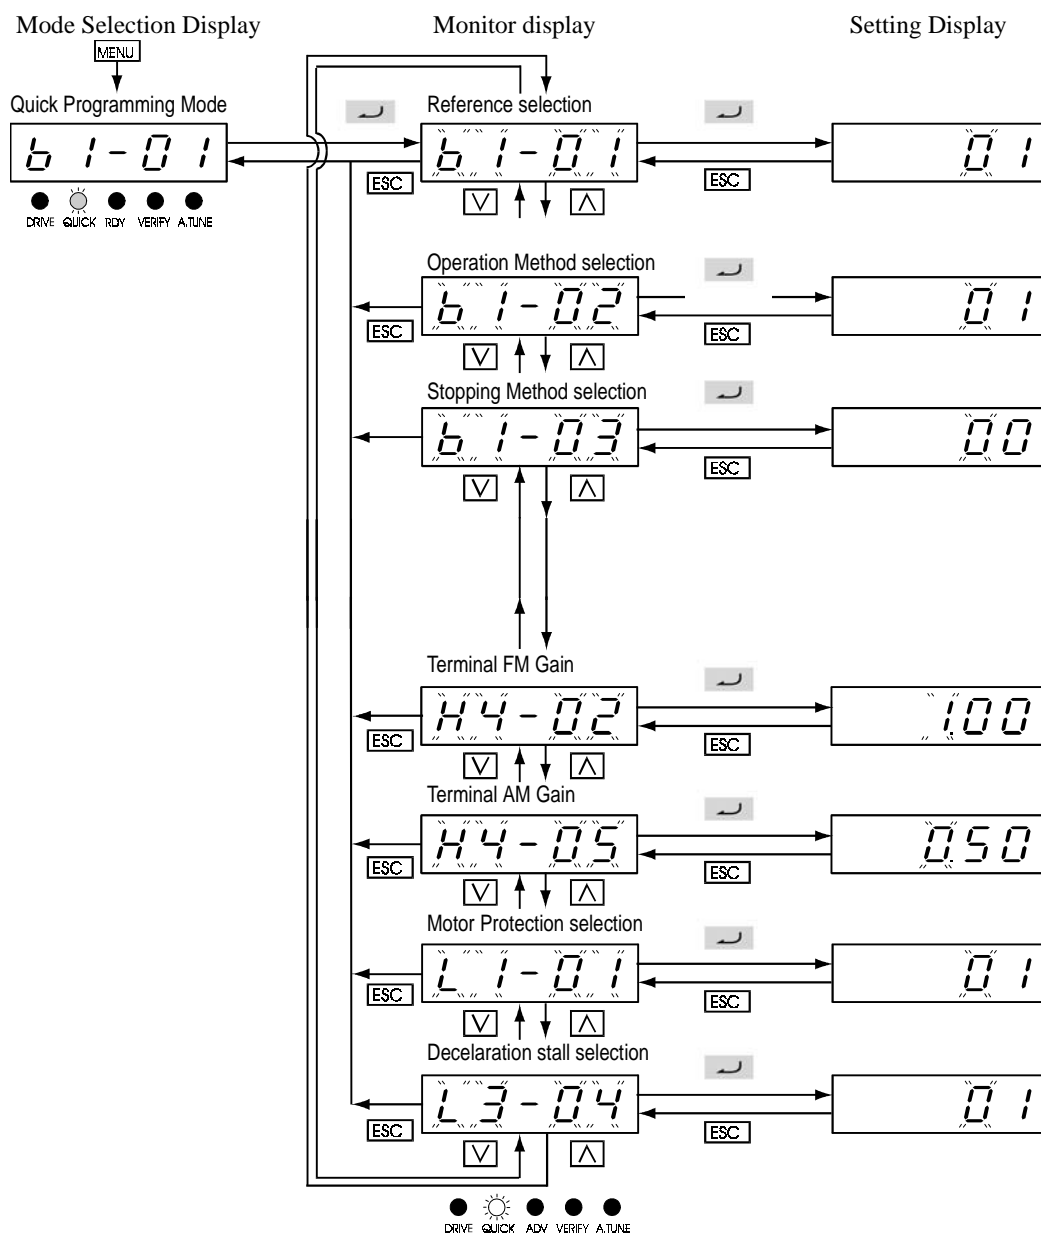 Mode Selection Display Monitor display Setting Display
MENU
Quick Programming Mode Reference selection
b1-01 b1-01 01
ESC ESC
DRIVE QUICK RDY VERIFY A.TUNE
Operation Method selection
b1-02 01
ESC ESC
Stopping Method selection
b1-03 00
ESC
Terminal FM Gain
H4-02 1.00
ESC ESC
Terminal AM Gain
H4-05 0.50
ESC ESC
Motor Protection selection
L1-01 01
ESC ESC
Decelaration stall selection
L3-04 01
ESC ESC
DRIVE QUICK ADV VERIFY A.TUNE